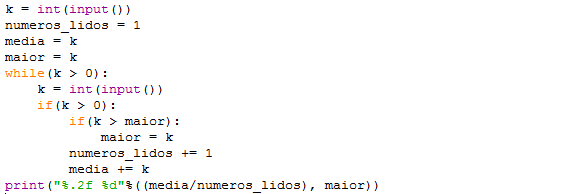 k = int(input())
numeros_lidos = 1
media = k
maior = k
while(k > 0):
    k = int(input())
    if(k > 0):
        if(k > maior):
            maior = k
        numeros_lidos += 1
        media += k
print("%.2f %d"%((media/numeros_lidos), maior))